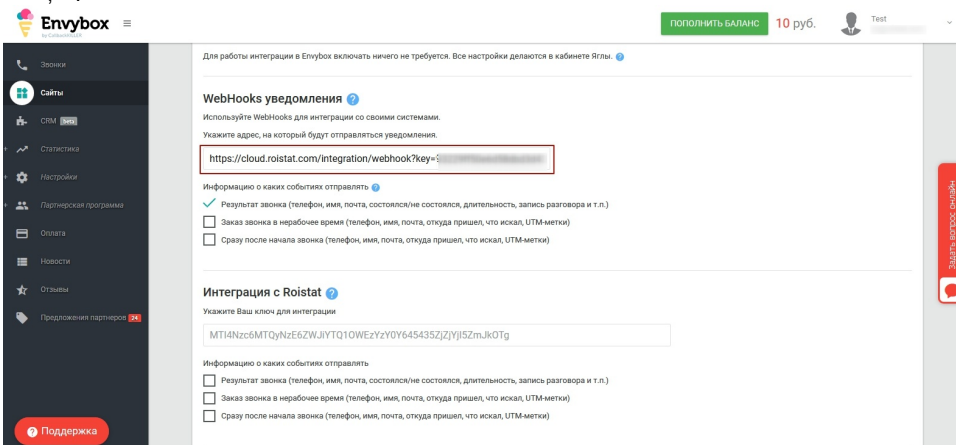 Envybox
by CallbackKILLER
ПОПОЛНИТЬ БАЛАНС
10 руб.
Test
Звонки
Сайты
CRM Beta
Статистика
Настройки
Партнерская программа
Оплата
Новости
Отзывы
Предложения партнеров 24
Поддержка
Для работы интеграции в Envybox включать ничего не требуется. Все настройки делаются в кабинете Яглы.
WebHooks уведомления
Используйте WebHooks для интеграции со своими системами.
Укажите адрес, на который будут отправляться уведомления.
https://cloud.roistat.com/integration/webhook?key=
Информацию о каких событиях отправлять
Результат звонка (телефон, имя, почта, состоялся/не состоялся, длительность, запись разговора и т.п.)
Заказ звонка в нерабочее время (телефон, имя, почта, откуда пришел, что искал, UTM-метки)
Сразу после начала звонка (телефон, имя, почта, откуда пришел, что искал, UTM-метки)
Интеграция с Roistat
Укажите Ваш ключ для интеграции
MTI4Nzc6MTQyNzE6ZWJiYTQ1OWEzYzY0Y645435ZjZjYjI5ZmJkOTg
Информацию о каких событиях отправлять
Результат звонка (телефон, имя, почта, состоялся/не состоялся, длительность, запись разговора и т.п.)
Заказ звонка в нерабочее время (телефон, имя, почта, откуда пришел, что искал, UTM-метки)
Сразу после начала звонка (телефон, имя, почта, откуда пришел, что искал, UTM-метки)
Задать вопрос онлайн